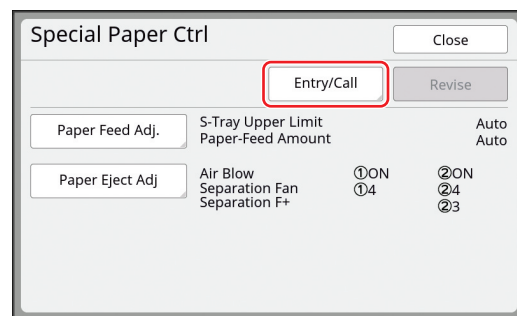 Special Paper Ctrl
Close
Entry/Call
Revise
Paper Feed Adj.
S-Tray Upper Limit Auto
Paper-Feed Amount Auto
Paper Eject Adj
Air Blow ①ON ②ON
Separation Fan ①4 ②4
Separation F+ ②3